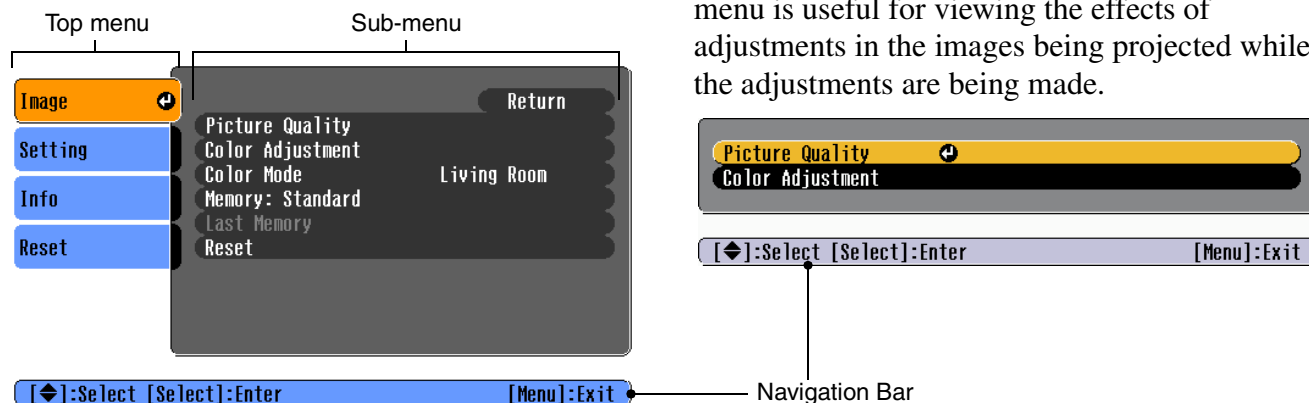 Top menu
Sub-menu
Image
Setting
Info
Reset
Return
Picture Quality
Color Adjustment
Color Mode Living Room
Memory: Standard
Last Memory
Reset
[◆]:Select [Select]:Enter [Menu]:Exit
menu is useful for viewing the effects of
adjustments in the images being projected while
the adjustments are being made.
Picture Quality
Color Adjustment
[◆]:Select [Select]:Enter [Menu]:Exit
Navigation Bar